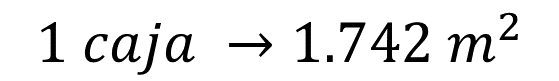 1 caja → 1.742 m²